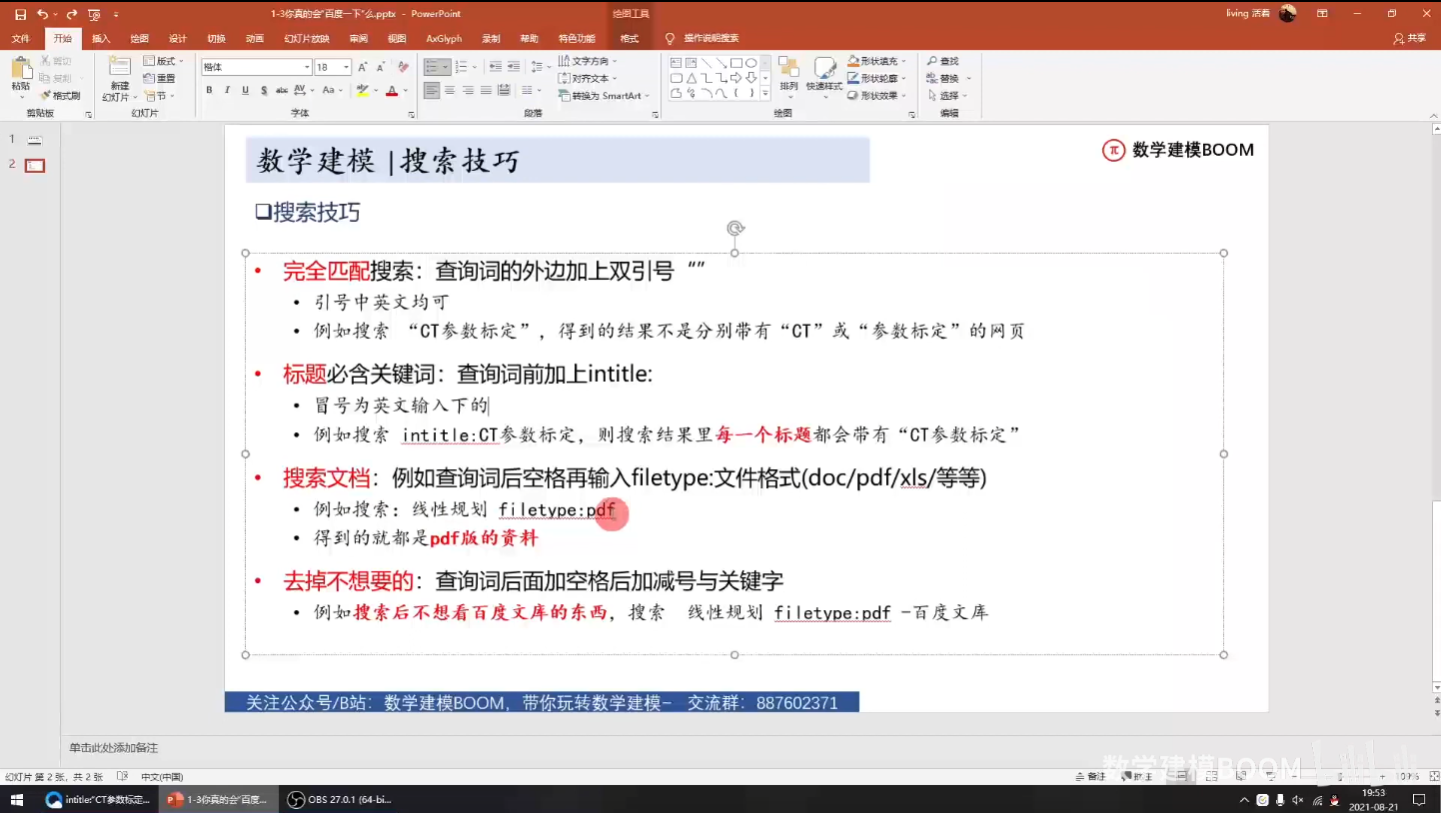 1-3你真的会"百度一下"么.pptx - PowerPoint
绘图工具
living 活着
文件 开始 插入 绘图 设计 切换 动画 幻灯片放映 审阅 视图 AxGlyph 录制 帮助 特色功能 格式 操作说明搜索
共享
粘贴 剪切 复制 格式刷
新建 幻灯片 版式 重置 节
楷体 18
文字方向 对齐文本 转换为 SmartArt
排列 快速样式 形状填充 形状轮廓 形状效果
查找 替换 选择
剪贴板 幻灯片 字体 段落 绘图 编辑
1
2
数学建模 |搜索技巧
π 数学建模BOOM
❑搜索技巧
• 完全匹配搜索：查询词的外边加上双引号 “”
• 引号中英文均可
• 例如搜索 “CT参数标定”，得到的结果不是分别带有“CT”或“参数标定”的网页
• 标题必含关键词：查询词前加上intitle:
• 冒号为英文输入下的
• 例如搜索 intitle:CT参数标定，则搜索结果里每一个标题都会带有“CT参数标定”
• 搜索文档：例如查询词后空格再输入filetype:文件格式(doc/pdf/xls/等等)
• 例如搜索：线性规划 filetype:pdf
• 得到的就都是pdf版的资料
• 去掉不想要的：查询词后面加空格后加减号与关键字
• 例如搜索后不想看百度文库的东西，搜索 线性规划 filetype:pdf -百度文库
关注公众号/B站：数学建模BOOM，带你玩转数学建模~ 交流群：887602371
单击此处添加备注
数学建模BOOM
幻灯片 第 2 张，共 2 张 中文(中国)
备注 批注
intitle:"CT参数标定... 1-3你真的会"百度... OBS 27.0.1 (64-bi...
19:53
2021-08-21